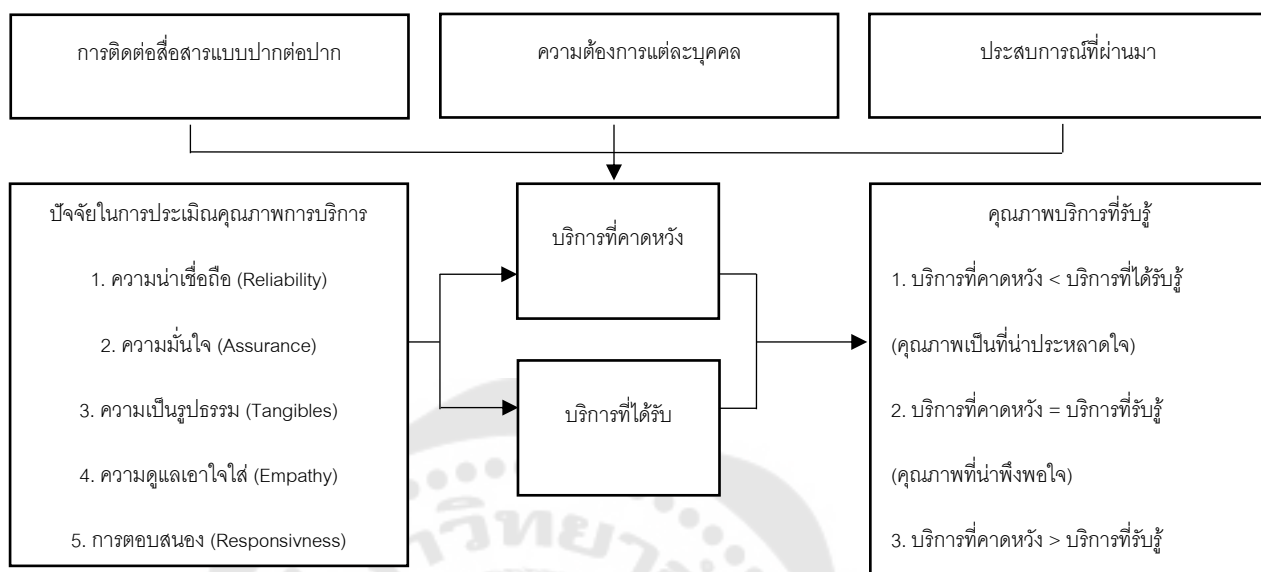 การติดต่อสื่อสารแบบปากต่อปาก
ความต้องการแต่ละบุคคล
ประสบการณ์ที่ผ่านมา
ปัจจัยในการประเมิณคุณภาพการบริการ
1. ความน่าเชื่อถือ (Reliability)
2. ความมั่นใจ (Assurance)
3. ความเป็นรูปธรรม (Tangibles)
4. ความดูแลเอาใจใส่ (Empathy)
5. การตอบสนอง (Responsivness)
บริการที่คาดหวัง
บริการที่ได้รับ
คุณภาพบริการที่รับรู้
1. บริการที่คาดหวัง < บริการที่ได้รับรู้
(คุณภาพเป็นที่น่าประหลาดใจ)
2. บริการที่คาดหวัง = บริการที่รับรู้
(คุณภาพที่น่าพึงพอใจ)
3. บริการที่คาดหวัง > บริการที่รับรู้